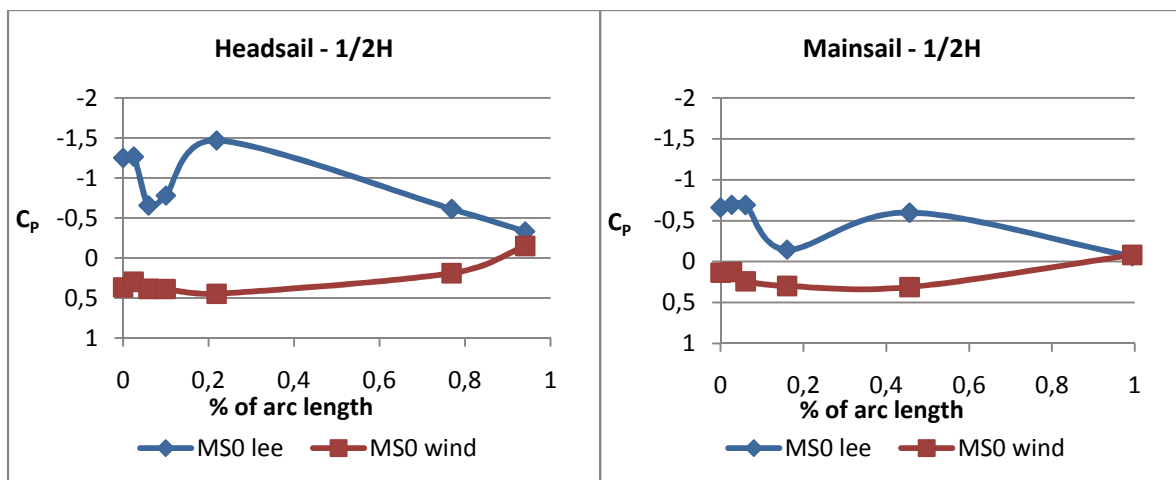 Headsail - 1/2H
-2
-1,5
-1
-0,5
0
0,5
1
CP
0 0,2 0,4 0,6 0,8 1
% of arc length
MS0 lee MS0 wind
Mainsail - 1/2H
-2
-1,5
-1
-0,5
0
0,5
1
CP
0 0,2 0,4 0,6 0,8 1
% of arc length
MS0 lee MS0 wind